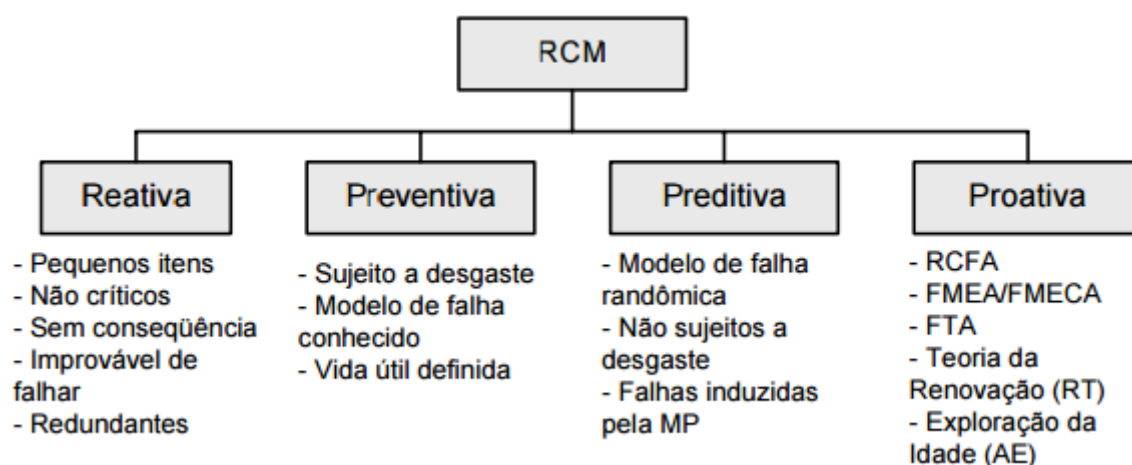 RCM
Reativa
- Pequenos itens
- Não críticos
- Sem conseqüência
- Improvável de
falhar
- Redundantes
Preventiva
- Sujeito a desgaste
- Modelo de falha
conhecido
- Vida útil definida
Preditiva
- Modelo de falha
randômica
- Não sujeitos a
desgaste
- Falhas induzidas
pela MP
Proativa
- RCFA
- FMEA/FMECA
- FTA
- Teoria da
Renovação (RT)
- Exploração da
Idade (AE)